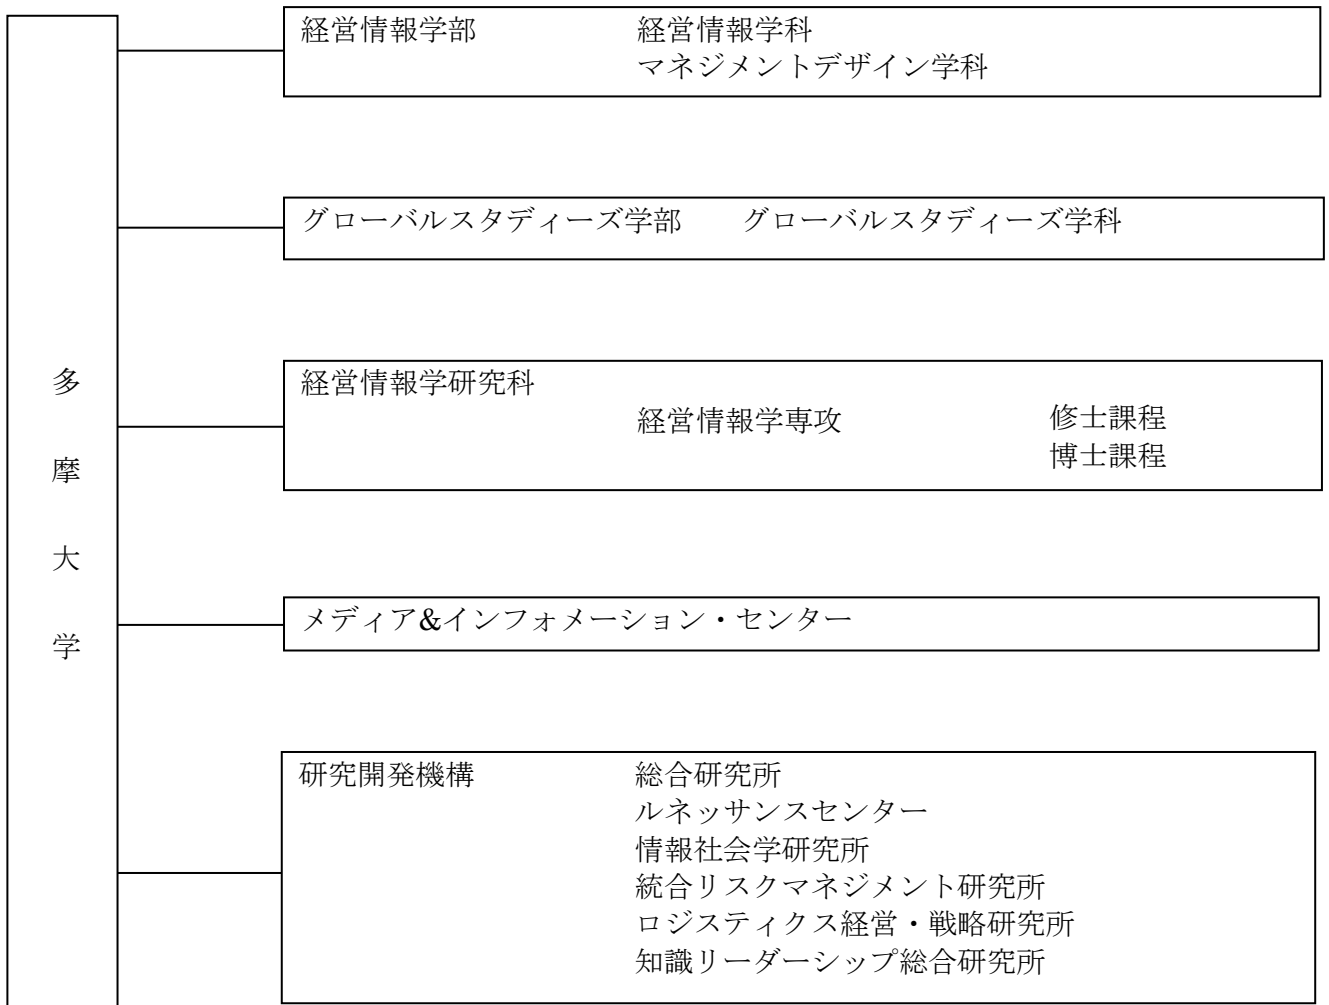 多摩大学
経営情報学部 経営情報学科
マネジメントデザイン学科
グローバルスタディーズ学部 グローバルスタディーズ学科
経営情報学研究科
経営情報学専攻 修士課程
博士課程
メディア&インフォメーション・センター
研究開発機構 総合研究所
ルネッサンスセンター
情報社会学研究所
統合リスクマネジメント研究所
ロジスティクス経営・戦略研究所
知識リーダーシップ総合研究所